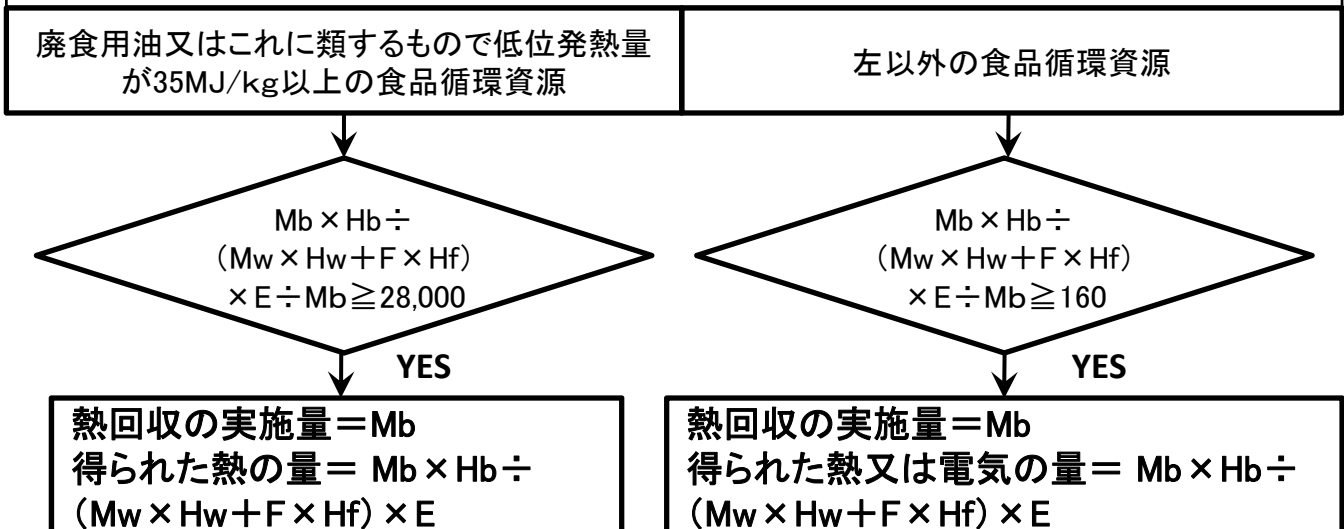 廃食用油又はこれに類するもので低位発熱量
が35MJ/kg以上の食品循環資源
左以外の食品循環資源
Mb×Hb÷
（Mw×Hw＋F×Hf）
×E÷Mb≧28,000
Mb×Hb÷
（Mw×Hw＋F×Hf）
×E÷Mb≧160
YES
YES
熱回収の実施量＝Mb
得られた熱の量＝ Mb×Hb÷
（Mw×Hw＋F×Hf）×E
熱回収の実施量＝Mb
得られた熱又は電気の量＝ Mb×Hb÷
（Mw×Hw＋F×Hf）×E